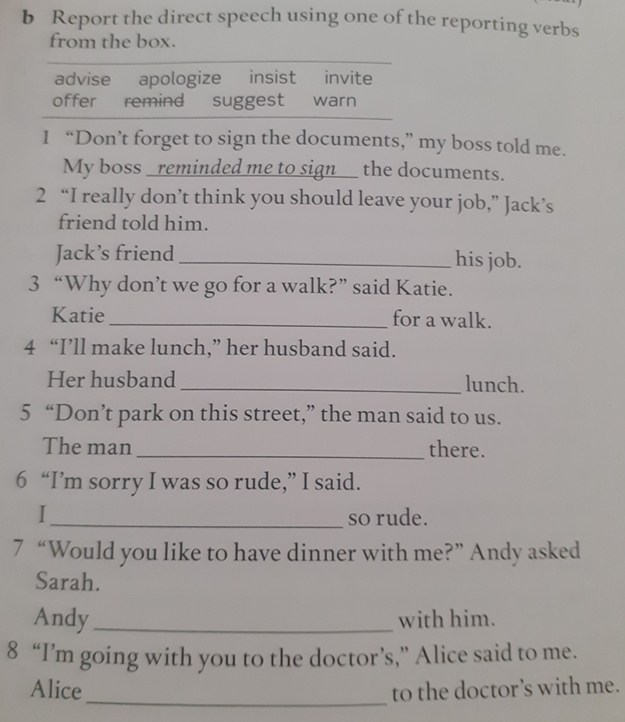 b Report the direct speech using one of the reporting verbs
from the box.
advise apologize insist invite
offer remind suggest warn
1 “Don’t forget to sign the documents,” my boss told me.
My boss reminded me to sign the documents.
2 “I really don’t think you should leave your job,” Jack’s
friend told him.
Jack’s friend ____________________ his job.
3 “Why don’t we go for a walk?” said Katie.
Katie ____________________ for a walk.
4 “I’ll make lunch,” her husband said.
Her husband ____________________ lunch.
5 “Don’t park on this street,” the man said to us.
The man ____________________ there.
6 “I’m sorry I was so rude,” I said.
I ____________________ so rude.
7 “Would you like to have dinner with me?” Andy asked
Sarah.
Andy ____________________ with him.
8 “I’m going with you to the doctor’s,” Alice said to me.
Alice ____________________ to the doctor’s with me.